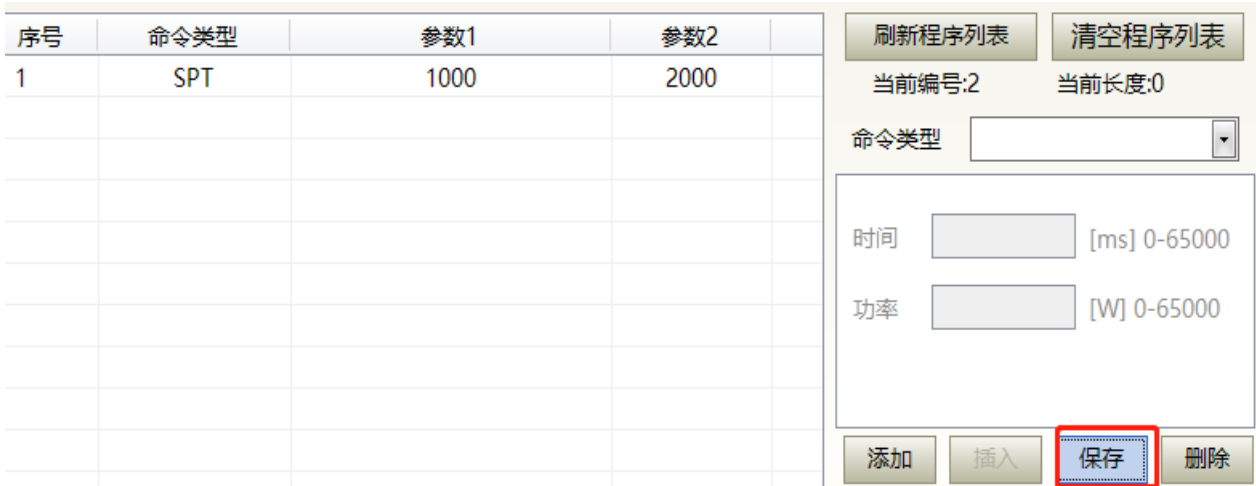 序号 命令类型 参数1 参数2
1 SPT 1000 2000
刷新程序列表 清空程序列表
当前编号:2 当前长度:0
命令类型
时间 [ms] 0-65000
功率 [W] 0-65000
添加 插入 保存 删除